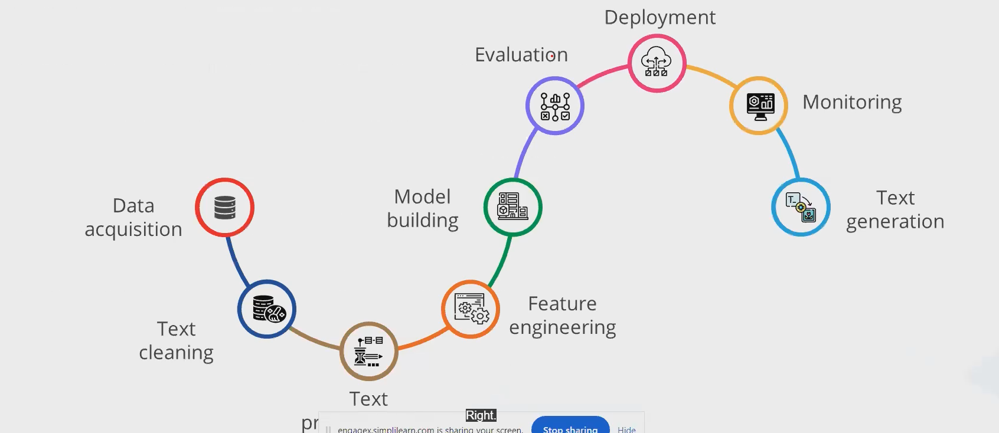 Deployment
Evaluation
Monitoring
Data
acquisition
Model
building
Text
generation
Text
cleaning
Feature
engineering
Text
pr
Right.
engagex.simplilearn.com is sharing your screen.
Stop sharing
Hide